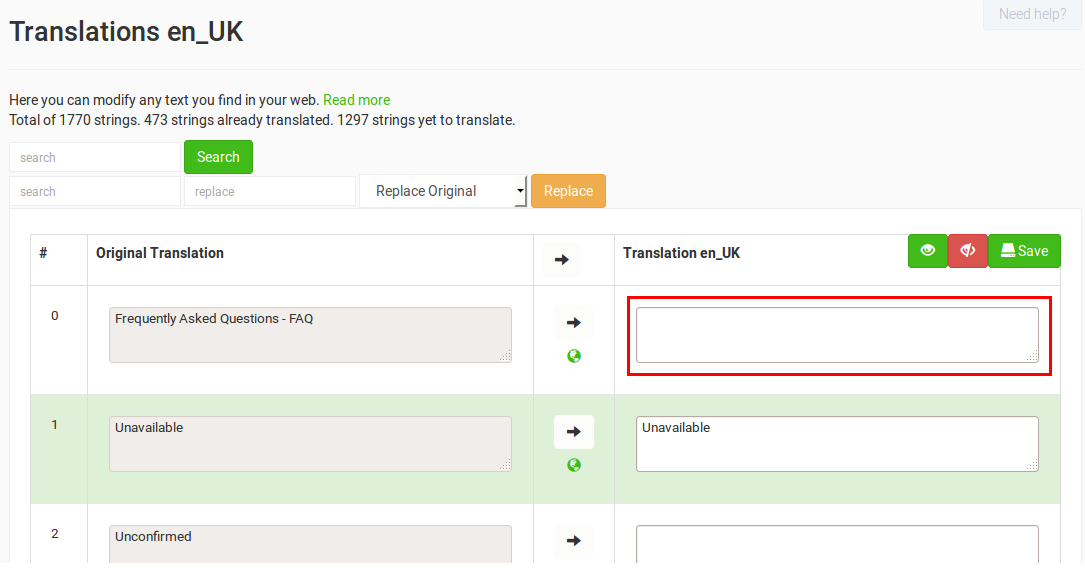 Need help?
Translations en_UK
Here you can modify any text you find in your web. Read more
Total of 1770 strings. 473 strings already translated. 1297 strings yet to translate.
search Search
search replace Replace Original Replace
# Original Translation Translation en_UK Save
0 Frequently Asked Questions - FAQ
1 Unavailable Unavailable
2 Unconfirmed